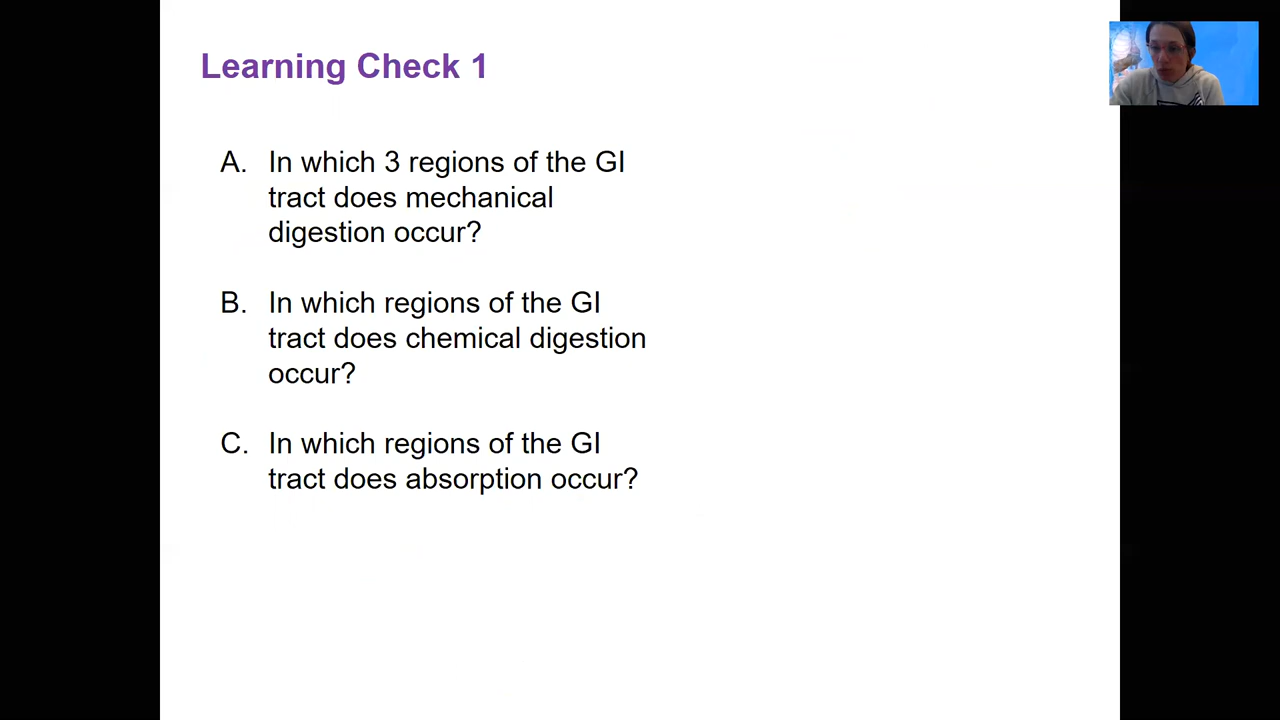 Learning Check 1
A. In which 3 regions of the GI
tract does mechanical
digestion occur?
B. In which regions of the GI
tract does chemical digestion
occur?
C. In which regions of the GI
tract does absorption occur?